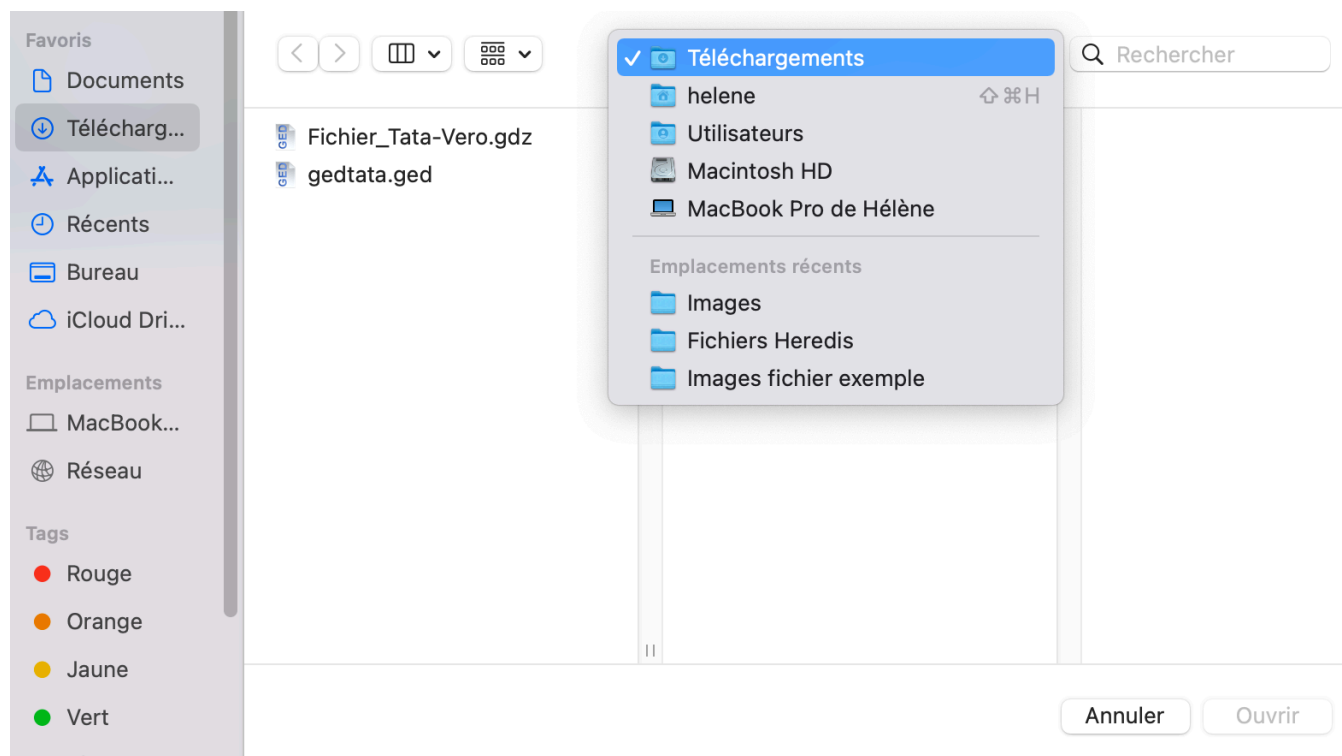 Favoris
Documents
Télécharg...
Applicati...
Récents
Bureau
iCloud Dri...
Emplacements
MacBook...
Réseau
Tags
Rouge
Orange
Jaune
Vert
GED Fichier_Tata-Vero.gdz
GED gedtata.ged
Téléchargements
helene ⇧⌘H
Utilisateurs
Macintosh HD
MacBook Pro de Hélène
Emplacements récents
Images
Fichiers Heredis
Images fichier exemple
Rechercher
Annuler
Ouvrir